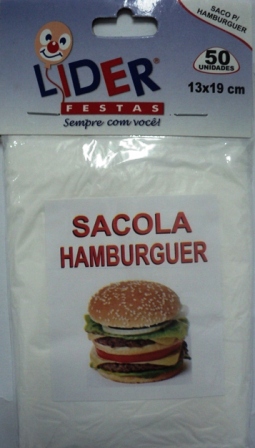 SACO P/
HAMBURGUER
LIDER®
FESTAS
Sempre com você!
50
UNIDADES
13x19 cm
SACOLA
HAMBURGUER